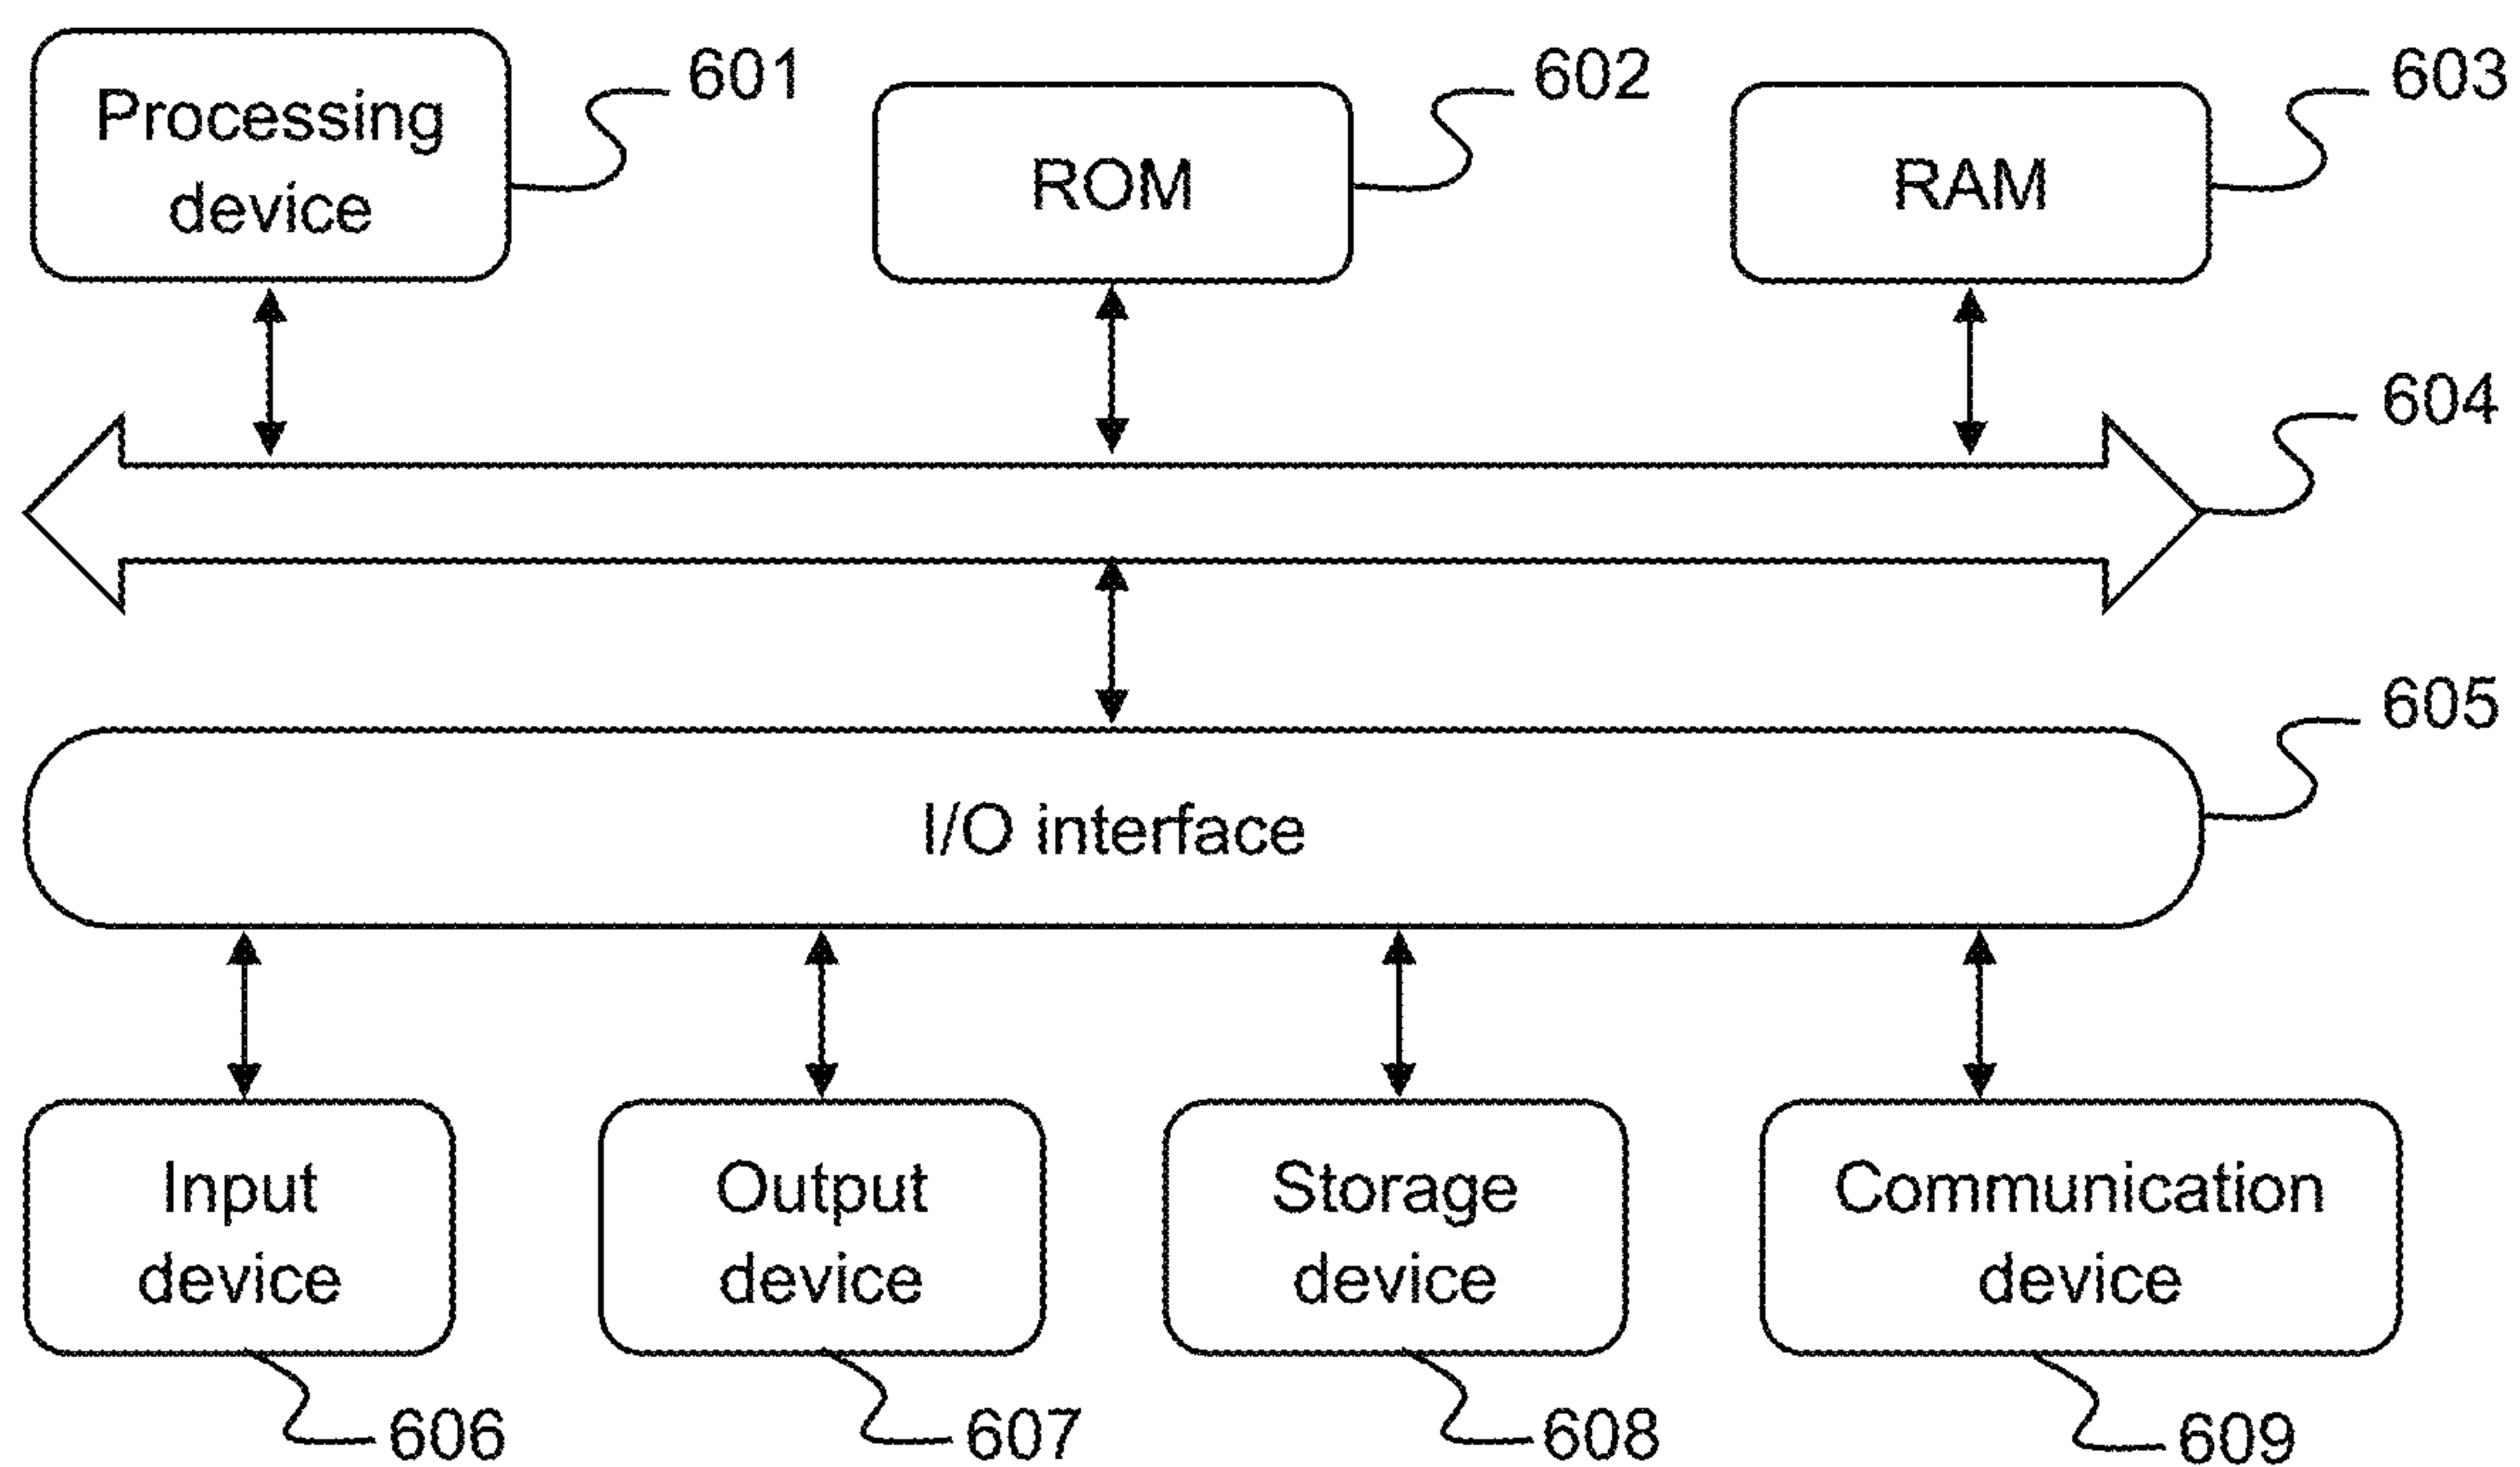 Processing
device
601
ROM
602
RAM
603
604
I/O interface
605
Input
device
Output
device
Storage
device
Communication
device
606
607
608
609